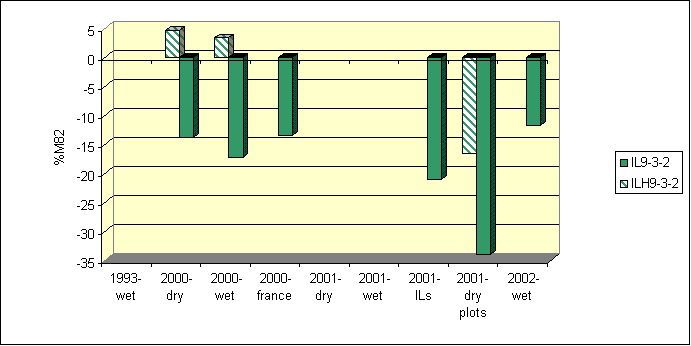 5
0
-5
-10
-15
-20
-25
-30
-35
%M82
1993-
wet
2000-
dry
2000-
wet
2000-
france
2001-
dry
2001-
wet
2001-
ILs
2001-
dry
plots
2002-
wet
IL9-3-2
ILH9-3-2